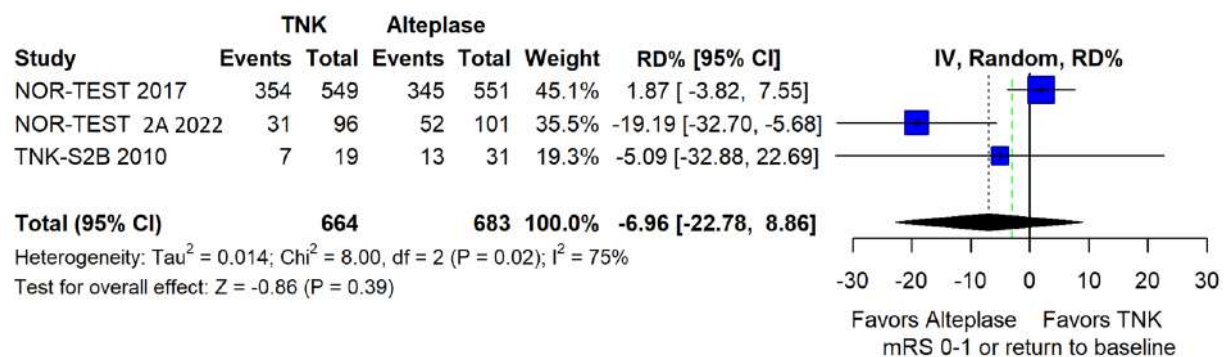 TNK Alteplase
Study Events Total Events Total Weight RD% [95% CI] IV, Random, RD%
NOR-TEST 2017 354 549 345 551 45.1% 1.87 [ -3.82, 7.55]
NOR-TEST 2A 2022 31 96 52 101 35.5% -19.19 [-32.70, -5.68]
TNK-S2B 2010 7 19 13 31 19.3% -5.09 [-32.88, 22.69]
Total (95% CI) 664 683 100.0% -6.96 [-22.78, 8.86]
Heterogeneity: Tau² = 0.014; Chi² = 8.00, df = 2 (P = 0.02); I² = 75%
Test for overall effect: Z = -0.86 (P = 0.39)
-30 -20 -10 0 10 20 30
Favors Alteplase Favors TNK
mRS 0-1 or return to baseline